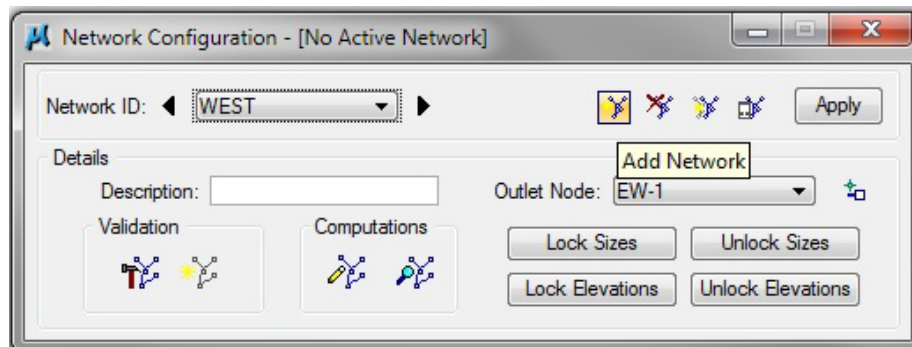 Network Configuration - [No Active Network]
Network ID: WEST Apply
Add Network
Details
Description: Outlet Node: EW-1
Validation Computations
Lock Sizes Unlock Sizes
Lock Elevations Unlock Elevations